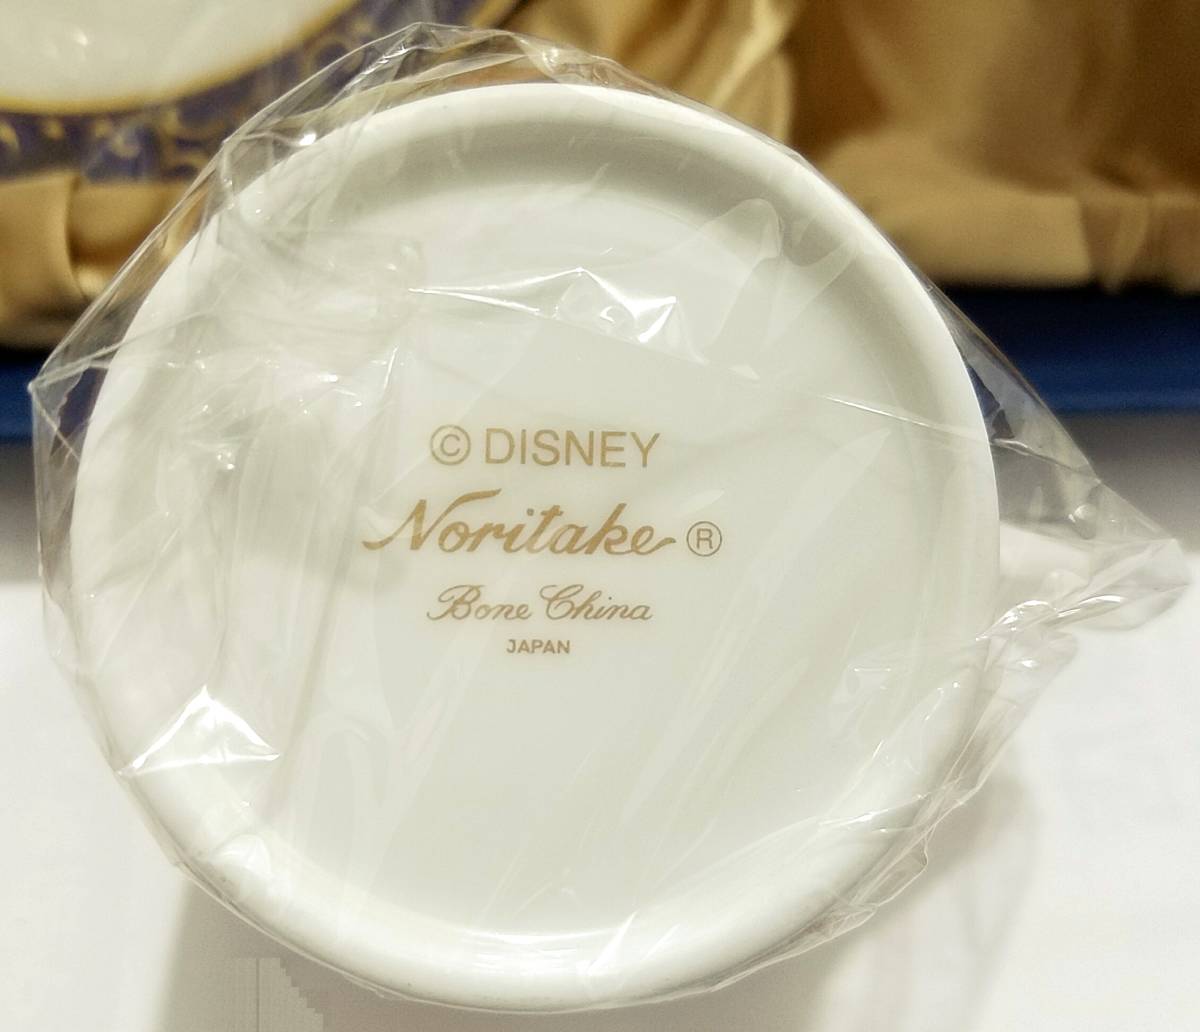 © DISNEY
Noritake ®
Bone China
JAPAN